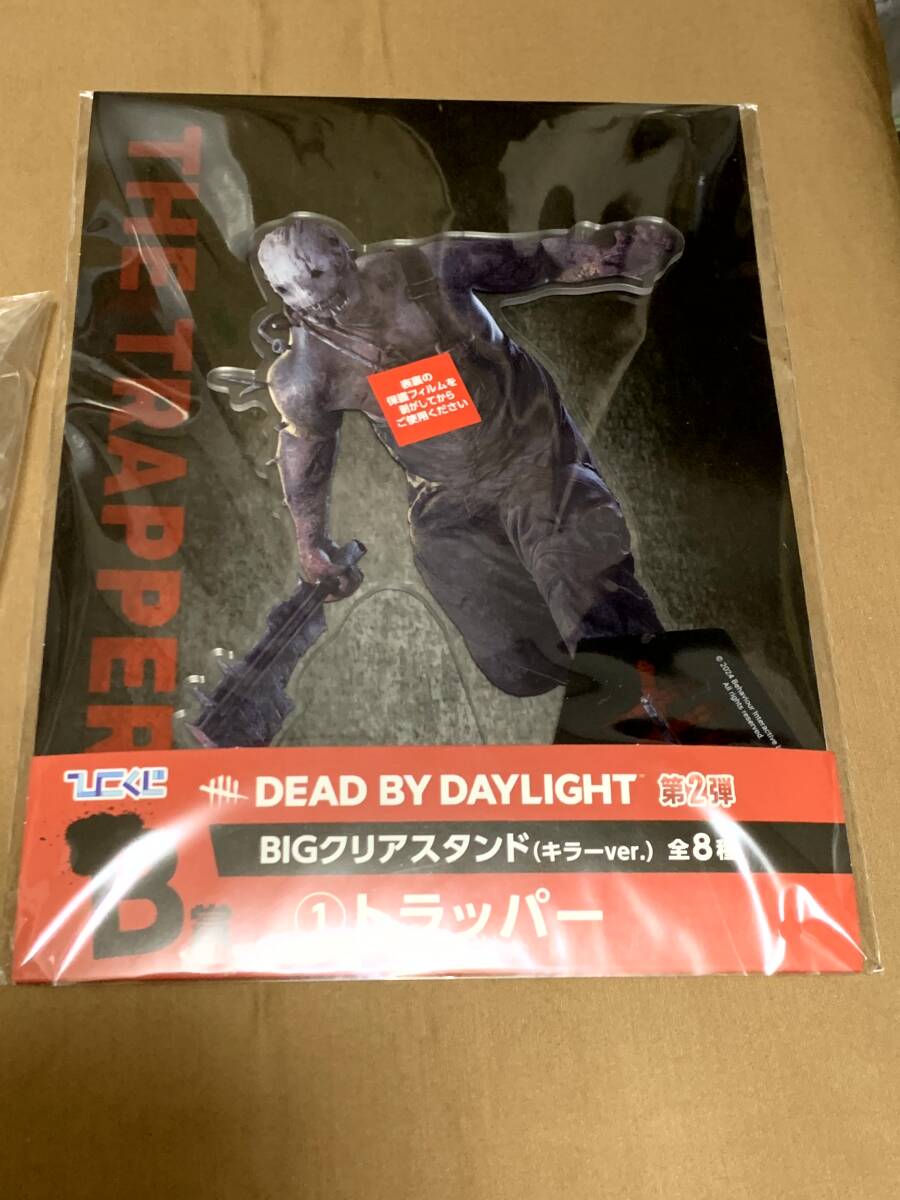 THE TRAPPER
表裏の
保護フィルムを
剥がしてから
ご使用ください
© 2024 Behaviour Interactive
All rights reserved
ひこくじ
DEAD BY DAYLIGHT™ 第2弾
BIGクリアスタンド(キラーver.) 全8種
B賞
①トラッパー